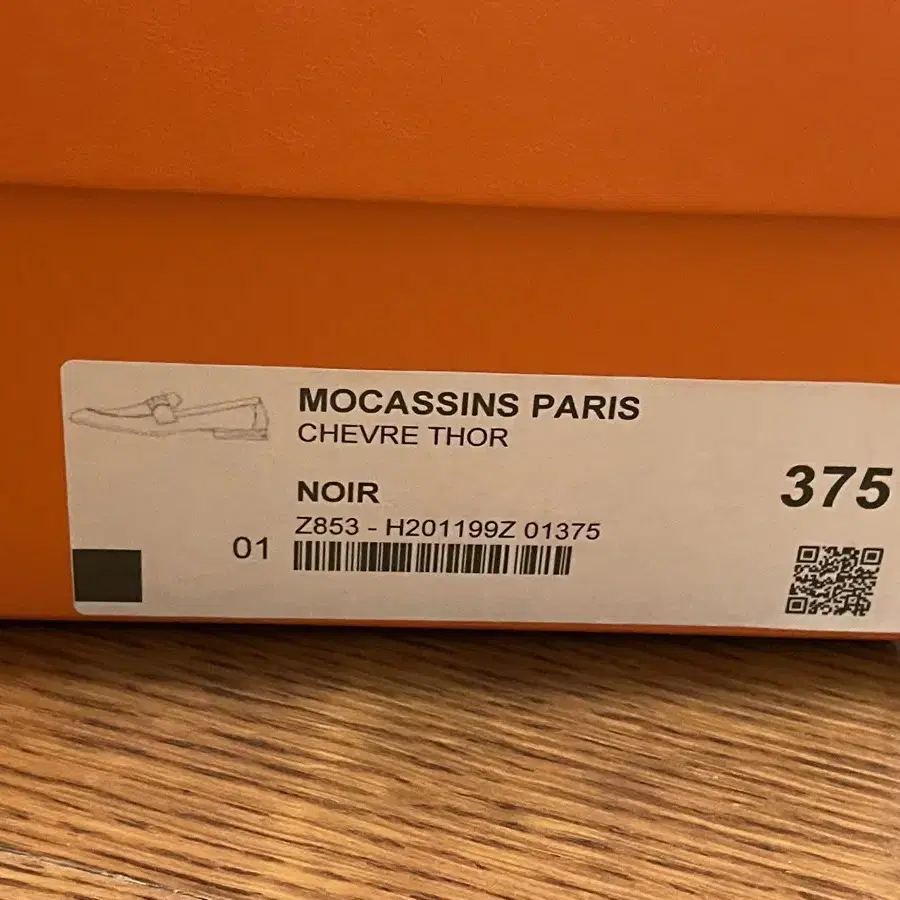 MOCASSINS PARIS
CHEVRE THOR
NOIR
375
Z853 - H201199Z 01375
01